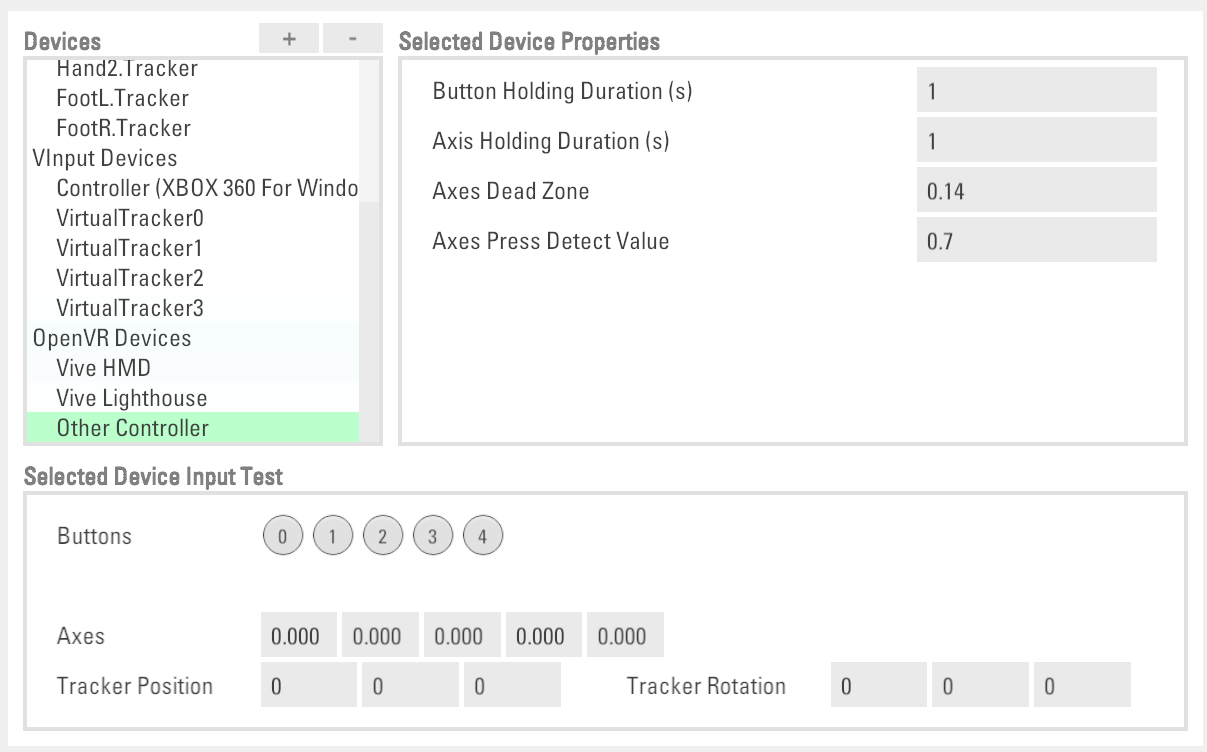 Devices
+
-
Hand2.Tracker
FootL.Tracker
FootR.Tracker
VInput Devices
Controller (XBOX 360 For Windo
VirtualTracker0
VirtualTracker1
VirtualTracker2
VirtualTracker3
OpenVR Devices
Vive HMD
Vive Lighthouse
Other Controller
Selected Device Properties
Button Holding Duration (s) 1
Axis Holding Duration (s) 1
Axes Dead Zone 0.14
Axes Press Detect Value 0.7
Selected Device Input Test
Buttons 0 1 2 3 4
Axes 0.000 0.000 0.000 0.000 0.000
Tracker Position 0 0 0 Tracker Rotation 0 0 0